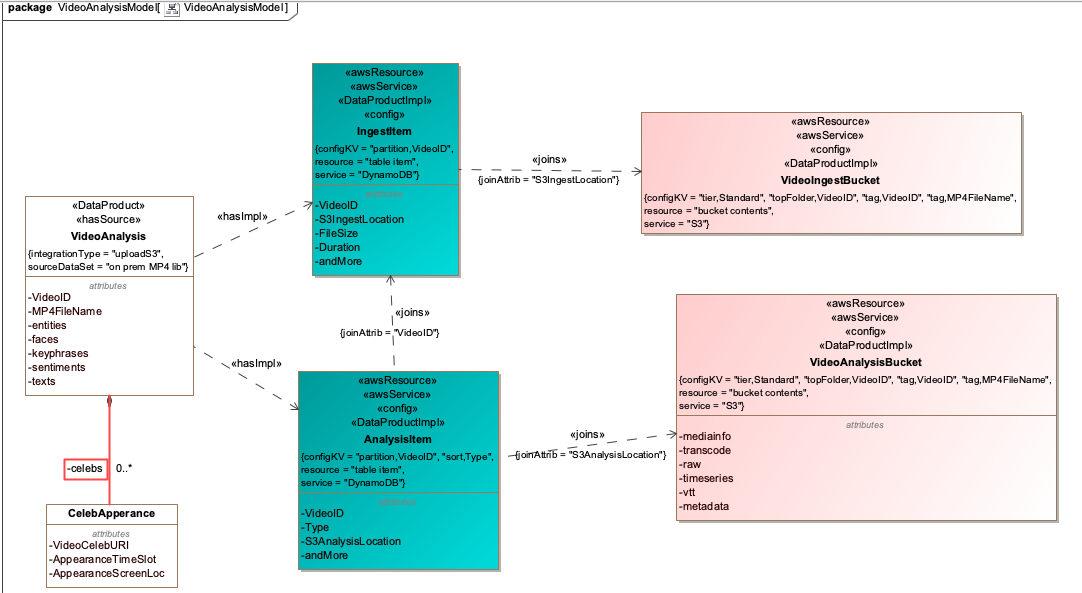 package VideoAnalysisModel[ VideoAnalysisModel]
«awsResource»
«awsService»
«DataProductImpl»
«config»
IngestItem
{configKV = "partition,VideoID",
resource = "table item",
service = "DynamoDB"}
attributes
-VideoID
-S3IngestLocation
-FileSize
-Duration
-andMore
«joins»
{joinAttrib = "S3IngestLocation"}
«awsResource»
«awsService»
«config»
«DataProductImpl»
VideoIngestBucket
{configKV = "tier,Standard", "topFolder,VideoID", "tag,VideoID", "tag,MP4FileName",
resource = "bucket contents",
service = "S3"}
«DataProduct»
«hasSource»
VideoAnalysis
{integrationType = "uploadS3",
sourceDataSet = "on prem MP4 lib"}
attributes
-VideoID
-MP4FileName
-entities
-faces
-keyphrases
-sentiments
-texts
«hasImpl»
«hasImpl»
«joins»
{joinAttrib = "VideoID"}
«awsResource»
«awsService»
«config»
«DataProductImpl»
AnalysisItem
{configKV = "partition,VideoID", "sort,Type",
resource = "table item",
service = "DynamoDB"}
attributes
-VideoID
-Type
-S3AnalysisLocation
-andMore
«joins»
{joinAttrib = "S3AnalysisLocation"}
«awsResource»
«awsService»
«config»
«DataProductImpl»
VideoAnalysisBucket
{configKV = "tier,Standard", "topFolder,VideoID", "tag,VideoID", "tag,MP4FileName",
resource = "bucket contents",
service = "S3"}
attributes
-mediainfo
-transcode
-raw
-timeseries
-vtt
-metadata
-celebs 0..*
CelebApperance
attributes
-VideoCelebURI
-AppearanceTimeSlot
-AppearanceScreenLoc